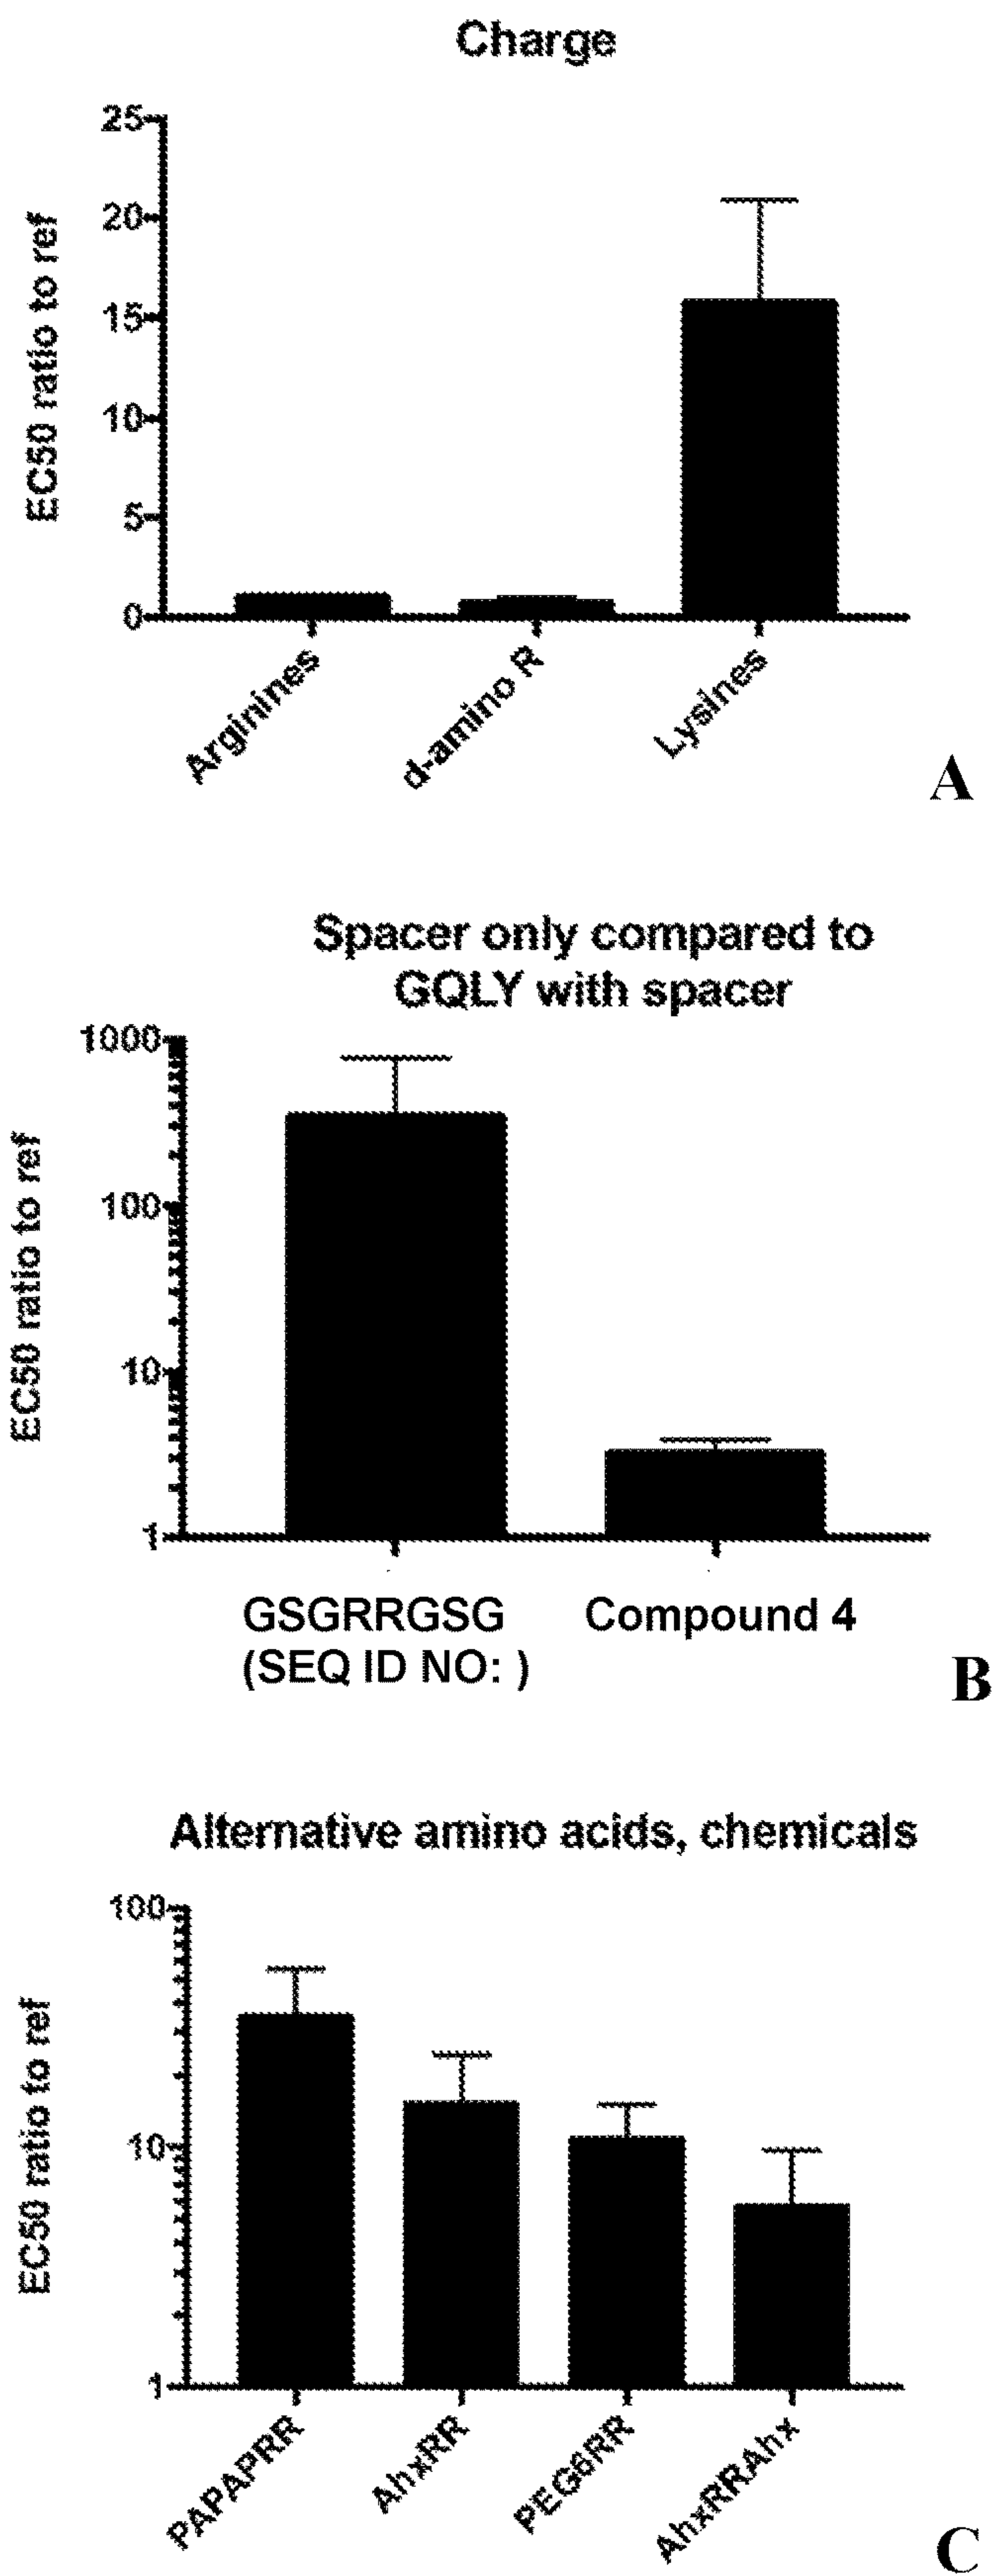 Charge
EC50 ratio to ref
25
20
15
10
5
0
Arginines
d-amino R
Lysines
A
Spacer only compared to
GQLY with spacer
EC50 ratio to ref
1000
100
10
1
GSGRRGSG
(SEQ ID NO: )
Compound 4
B
Alternative amino acids, chemicals
EC50 ratio to ref
100
10
1
PAPAPRR
AhxRR
PEG6RR
AhxRRAhx
C